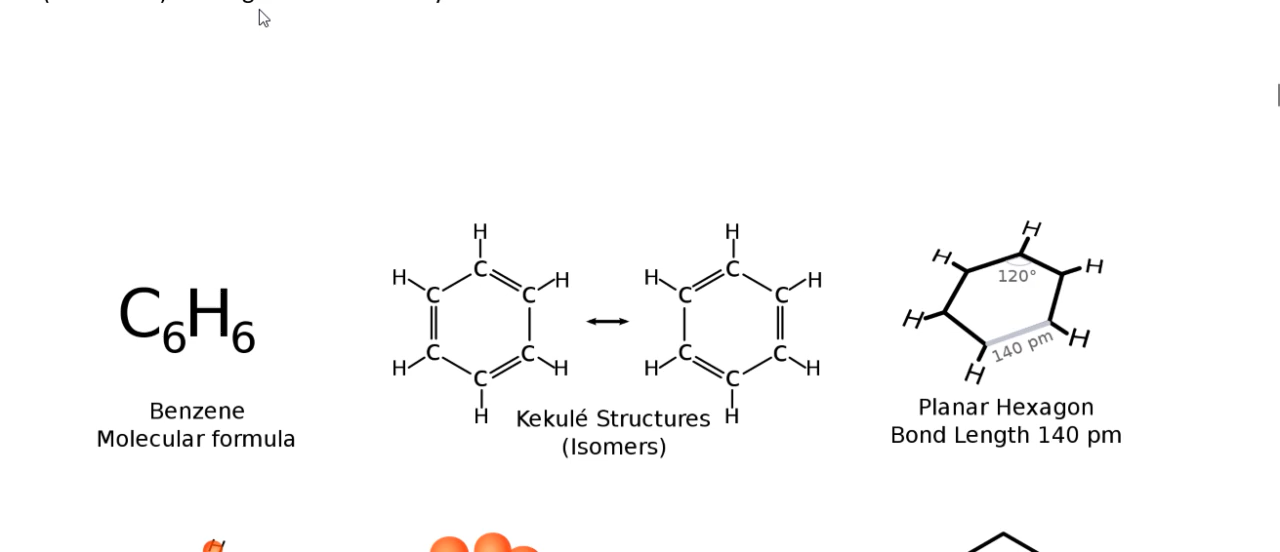 C6H6
Benzene
Molecular formula
H
H
C
H
C
C
C
C
H
C
H
H
H
H
C
H
C
C
C
C
H
C
H
H
Kekulé Structures
(Isomers)
H
H
H
120°
H
140 pm
H
H
Planar Hexagon
Bond Length 140 pm